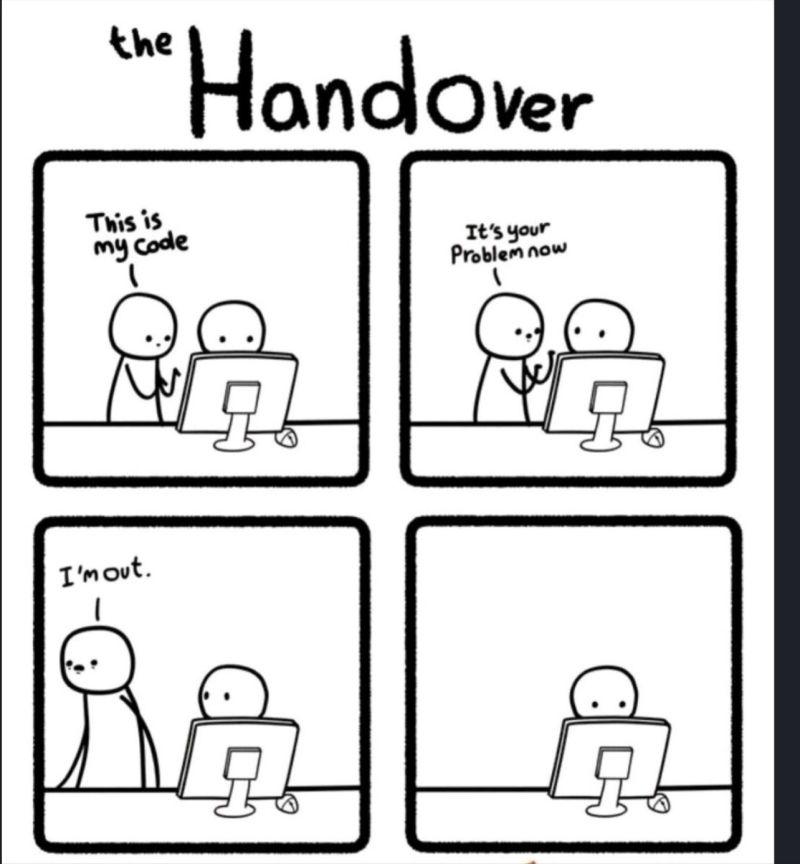 the Handover
This is
my code
It's your
Problem now
I'm out.